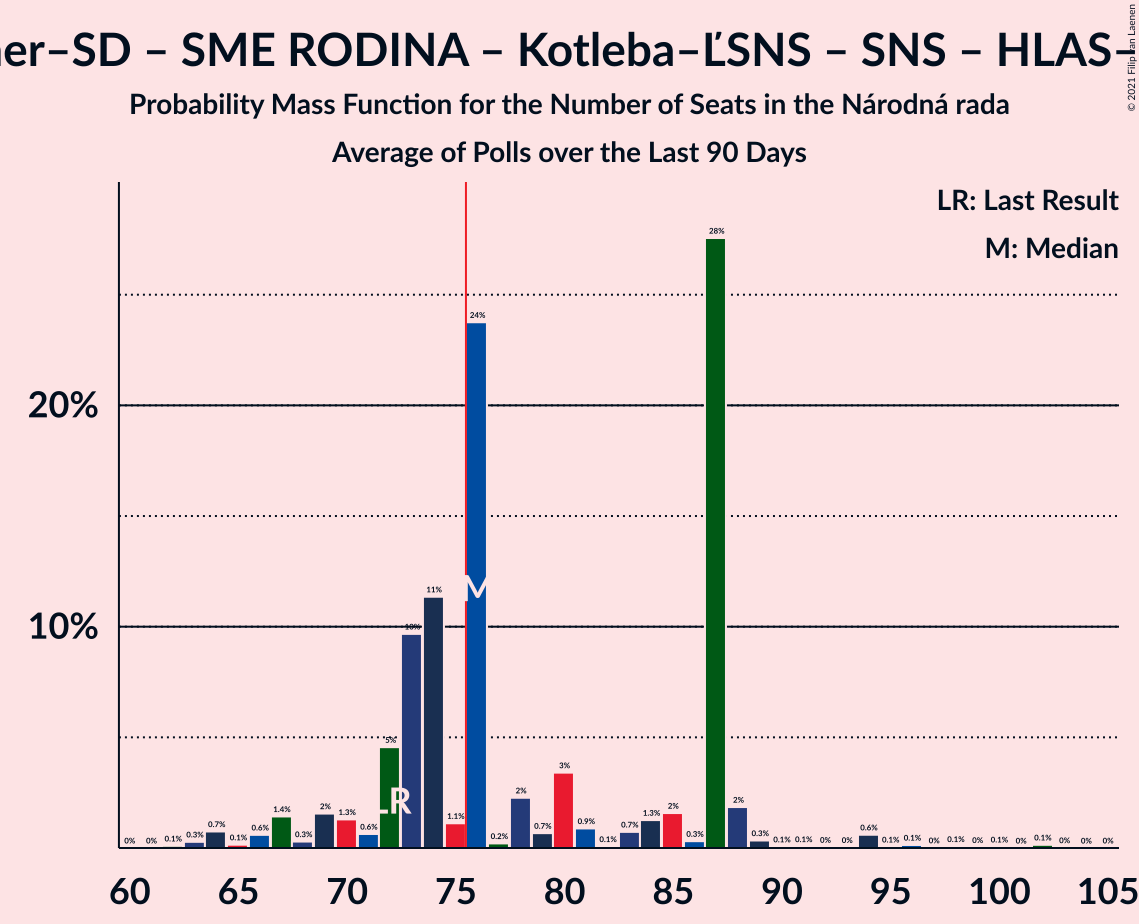 er–SD – SME RODINA – Kotleba–ĽSNS – SNS – HLAS–
Probability Mass Function for the Number of Seats in the Národná rada
Average of Polls over the Last 90 Days
© 2021 Filip van Laenen
LR: Last Result
M: Median
20%
10%
0% 0% 0.1% 0.3% 0.7% 0.1% 0.6% 1.4% 0.3% 2% 1.3% 0.6% 5% 10% 11% 1.1% 24% 0.2% 2% 0.7% 3% 0.9% 0.1% 0.7% 1.3% 2% 0.3% 28% 2% 0.3% 0.1% 0.1% 0% 0% 0.6% 0.1% 0.1% 0% 0.1% 0% 0.1% 0% 0.1% 0% 0% 0%
LR
M
60 65 70 75 80 85 90 95 100 105